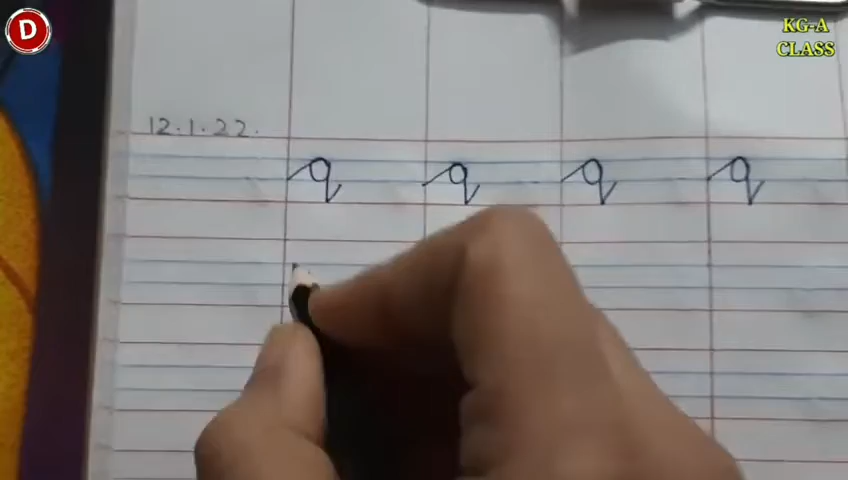 D
KG-A
CLASS
12.1.22.
q q q q